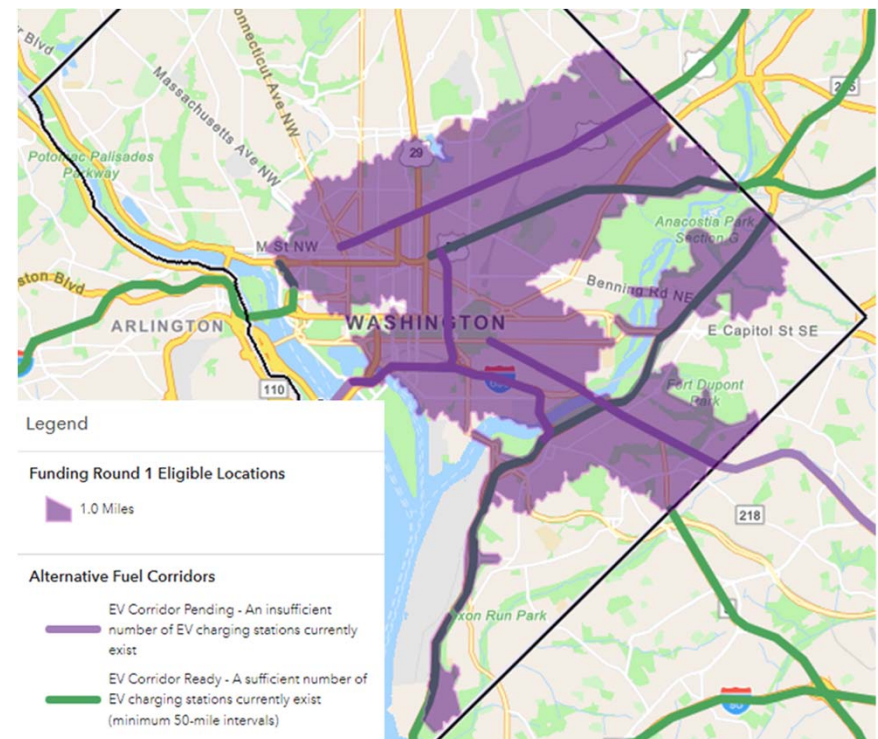 r Blvd
Connecticut Ave NW
Massachusetts Ave NW
29
Potomac Palisades
Parkway
Anacostia Park
Section G
M St NW
Benning Rd NE
ston Blvd
ARLINGTON
WASHINGTON
E Capitol St SE
Fort Dupont
Park
110
218
xon Run Park
Legend
Funding Round 1 Eligible Locations
1.0 Miles
Alternative Fuel Corridors
EV Corridor Pending - An insufficient
number of EV charging stations currently
exist
EV Corridor Ready - A sufficient number of
EV charging stations currently exist
(minimum 50-mile intervals)